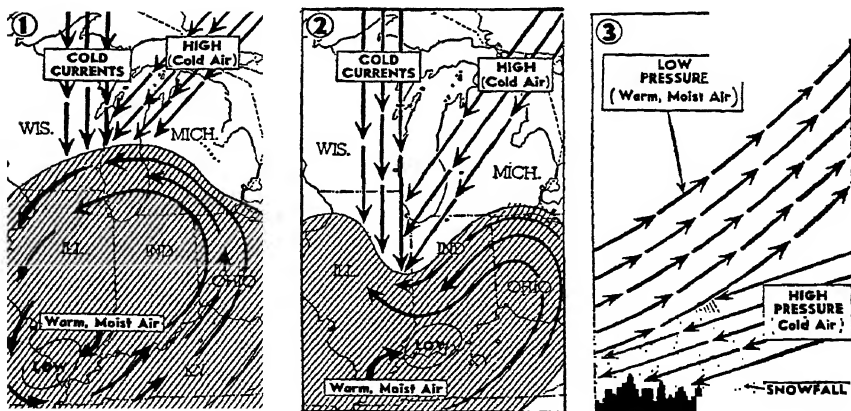 1
HIGH
(Cold Air)
COLD
CURRENTS
WIS.
MICH.
ILL.
IND.
OHIO
Warm, Moist Air
LOW
KY.
2
COLD
CURRENTS
HIGH
(Cold Air)
WIS.
MICH.
ILL.
IND.
OHIO
LOW
KY.
Warm, Moist Air
3
LOW
PRESSURE
(Warm, Moist Air)
HIGH
PRESSURE
Cold Air)
SNOWFALL